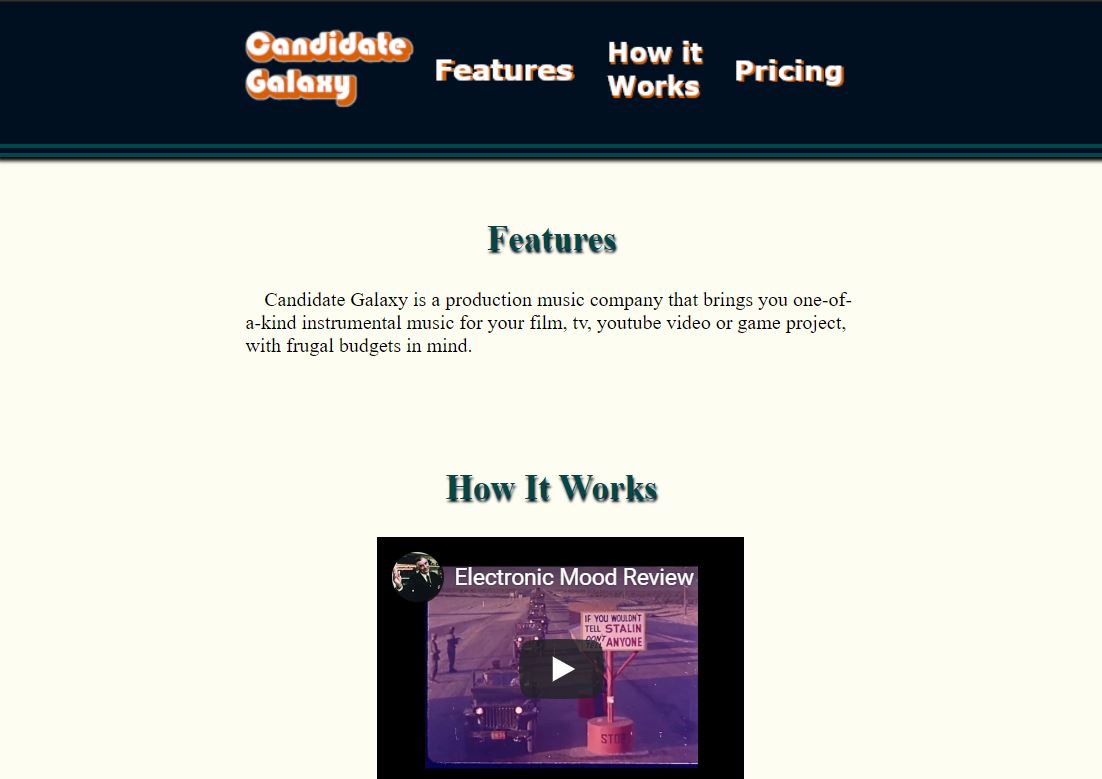 Candidate
Galaxy
Features
How it
Works
Pricing
Features
Candidate Galaxy is a production music company that brings you one-of-
a-kind instrumental music for your film, tv, youtube video or game project,
with frugal budgets in mind.
How It Works
Electronic Mood Review
IF YOU WOULDN'T
TELL STALIN
DON'T
TELL ANYONE
STOP